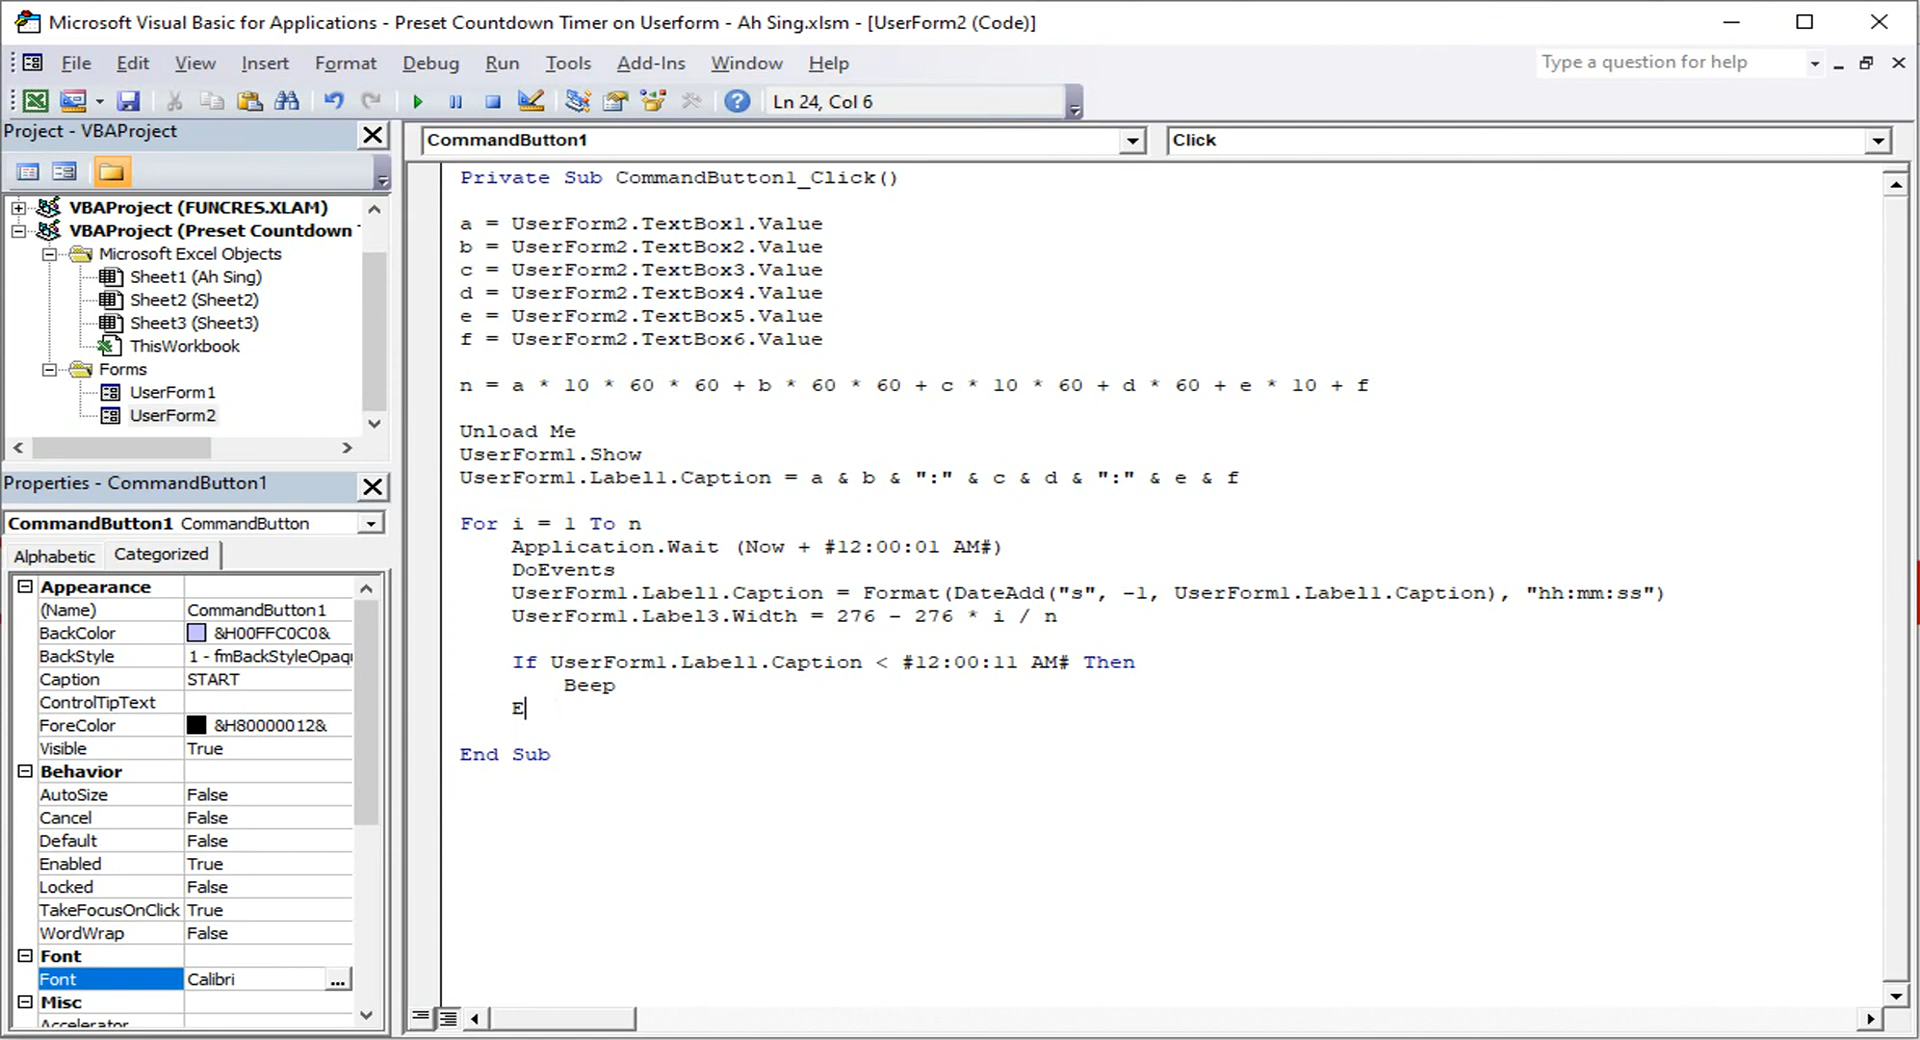 Microsoft Visual Basic for Applications - Preset Countdown Timer on Userform - Ah Sing.xlsm - [UserForm2 (Code)]
File Edit View Insert Format Debug Run Tools Add-Ins Window Help
Type a question for help
Ln 24, Col 6
Project - VBAProject
VBAProject (FUNCRES.XLAM)
VBAProject (Preset Countdown
Microsoft Excel Objects
Sheet1 (Ah Sing)
Sheet2 (Sheet2)
Sheet3 (Sheet3)
ThisWorkbook
Forms
UserForm1
UserForm2
Properties - CommandButton1
CommandButton1 CommandButton
Alphabetic Categorized
Appearance
(Name) CommandButton1
BackColor &H00FFC0C0&
BackStyle 1 - fmBackStyleOpaqu
Caption START
ControlTipText
ForeColor &H80000012&
Visible True
Behavior
AutoSize False
Cancel False
Default False
Enabled True
Locked False
TakeFocusOnClick True
WordWrap False
Font
Font Calibri ...
Misc
Accelerator
CommandButton1 Click
Private Sub CommandButton1_Click()
a = UserForm2.TextBox1.Value
b = UserForm2.TextBox2.Value
c = UserForm2.TextBox3.Value
d = UserForm2.TextBox4.Value
e = UserForm2.TextBox5.Value
f = UserForm2.TextBox6.Value
n = a * 10 * 60 * 60 + b * 60 * 60 + c * 10 * 60 + d * 60 + e * 10 + f
Unload Me
UserForm1.Show
UserForm1.Label1.Caption = a & b & ":" & c & d & ":" & e & f
For i = 1 To n
Application.Wait (Now + #12:00:01 AM#)
DoEvents
UserForm1.Label1.Caption = Format(DateAdd("s", -1, UserForm1.Label1.Caption), "hh:mm:ss")
UserForm1.Label3.Width = 276 - 276 * i / n
If UserForm1.Label1.Caption < #12:00:11 AM# Then
Beep
E
End Sub